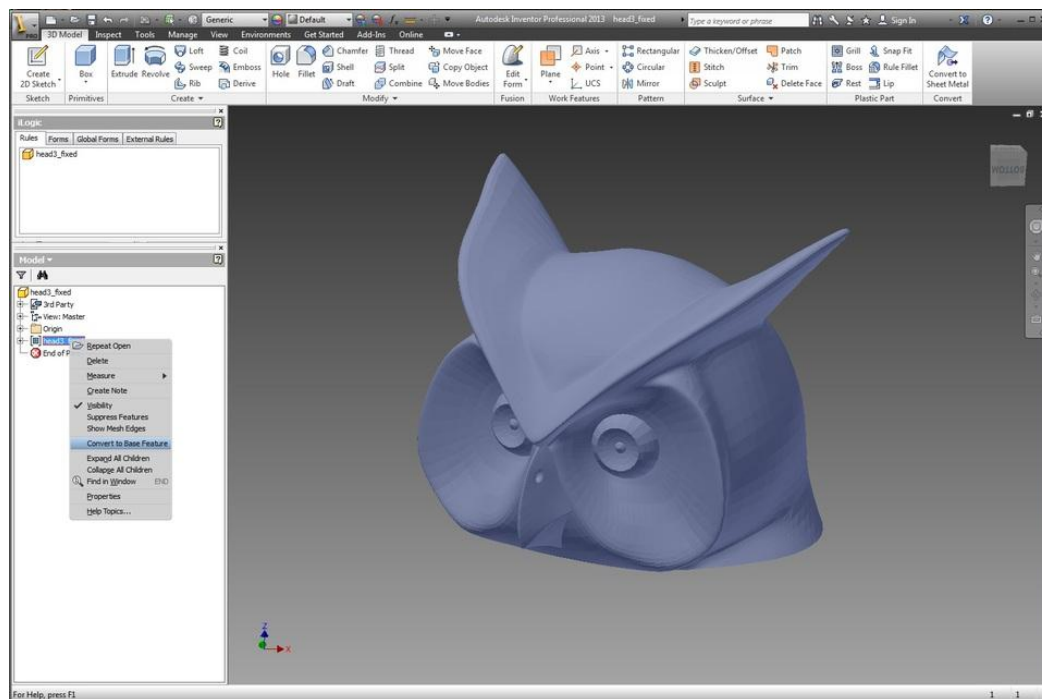 Generic Default Autodesk Inventor Professional 2013 head3_fixed Type a keyword or phrase Sign In
PRO 3D Model Inspect Tools Manage View Environments Get Started Add-Ins Online
Loft Coil Chamfer Thread Move Face Axis Rectangular Thicken/Offset Patch Grill Snap Fit
Sweep Emboss Shell Split Copy Object Point Circular Stitch Trim Boss Rule Fillet
Create 2D Sketch Box Extrude Revolve Rib Derive Hole Fillet Draft Combine Move Bodies Edit Form Plane UCS Mirror Sculpt Delete Face Rest Lip Convert to Sheet Metal
Sketch Primitives Create Modify Fusion Work Features Pattern Surface Plastic Part Convert
iLogic
Rules Forms Global Forms External Rules
head3_fixed
BOTTOM
Model
head3_fixed
3rd Party
View: Master
Origin
End of P
Repeat Open
Delete
Measure
Create Note
Visibility
Suppress Features
Show Mesh Edges
Convert to Base Feature
Expand All Children
Collapse All Children
Find in Window END
Properties
Help Topics...
Z
X
For Help, press F1 1 1